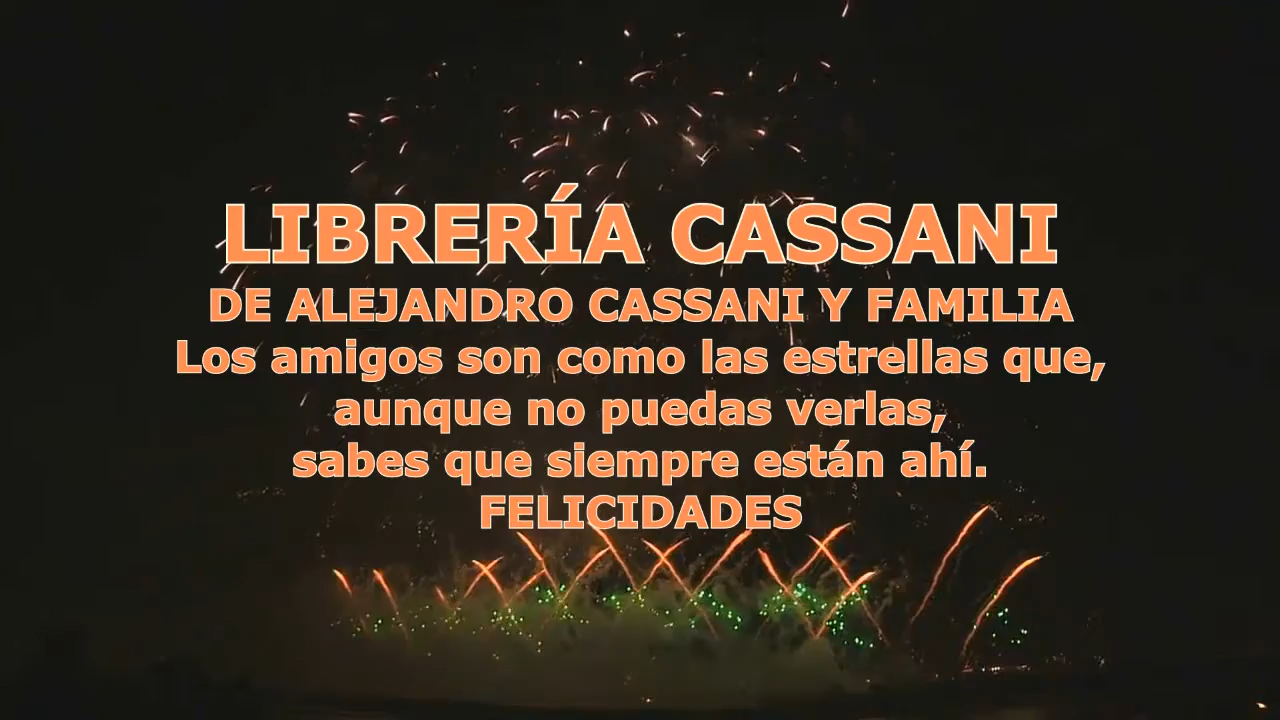 LIBRERÍA CASSANI
DE ALEJANDRO CASSANI Y FAMILIA
Los amigos son como las estrellas que,
aunque no puedas verlas,
sabes que siempre están ahí.
FELICIDADES